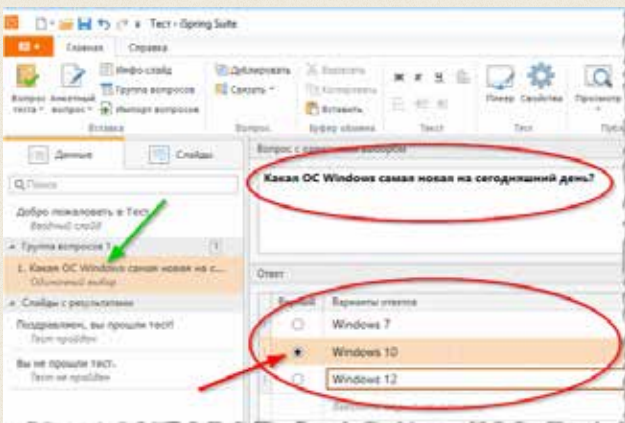 Тест - iSpring Suite
Главная Справка
Инфо-слайд
Группа вопросов
Импорт вопросов
Вопрос теста
Анкетный вопрос
Вставка
Дублировать
Связать
Вопрос
Вырезать
Копировать
Вставить
Буфер обмена
Текст
Плеер Свойства
Тест
Просмотр
Данные Слайды
Поиск
Добро пожаловать в Тест
Вводный слайд
Группа вопросов 1
1. Какая ОС Windows самая новая на с...
Одиночный выбор
Слайды с результатами
Поздравляем, вы прошли тест!
Тест пройден
Вы не прошли тест.
Тест не пройден
Какая ОС Windows самая новая на сегодняшний день?
Ответ
Варианты ответов
Windows 7
Windows 10
Windows 12